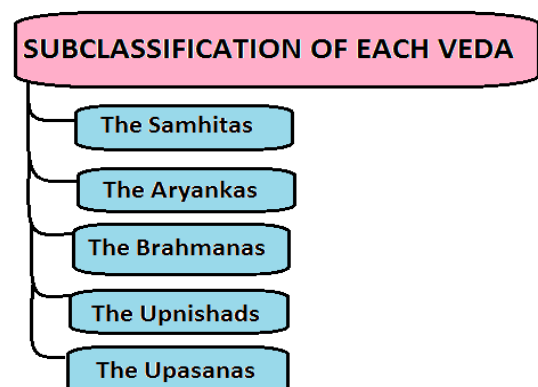 SUBCLASSIFICATION OF EACH VEDA
The Samhitas
The Aryankas
The Brahmanas
The Upnishads
The Upasanas